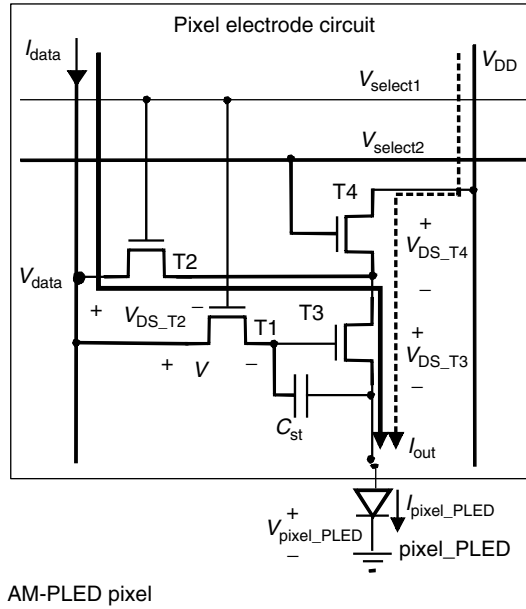 Pixel electrode circuit
I_data
V_DD
V_select1
V_select2
T4
+
V_DS_T4
−
T2
V_data
+ V_DS_T2 −
T1
T3
+
V_DS_T3
−
+ V −
C_st
I_out
I_pixel_PLED
+
V_pixel_PLED
−
pixel_PLED
AM-PLED pixel